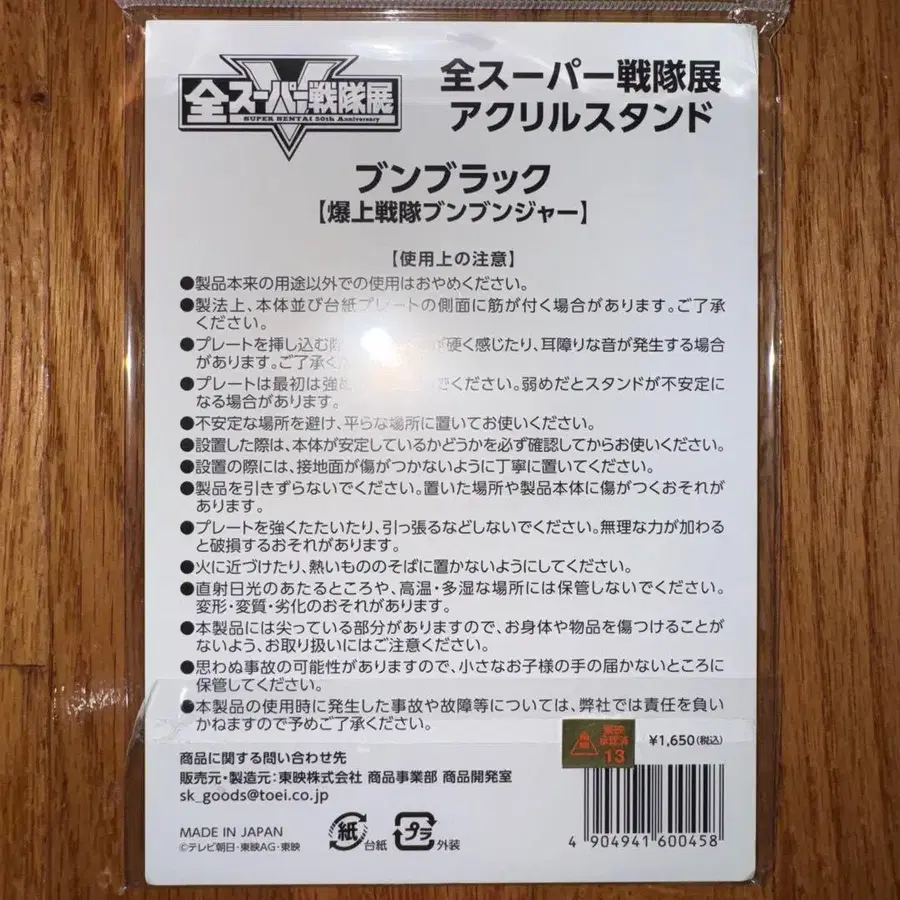 全スーパー戦隊展
SUPER SENTAI 50th Anniversary
全スーパー戦隊展
アクリルスタンド
ブンブラック
【爆上戦隊ブンブンジャー】
【使用上の注意】
●製品本来の用途以外での使用はおやめください。
●製法上、本体並び台紙プレートの側面に筋が付く場合があります。ご了承
ください。
●プレートを挿し込む が硬く感じたり、耳障りな音が発生する場合
があります。ご了承く
●プレートは最初は強め でください。弱めだとスタンドが不安定に
なる場合があります。
●不安定な場所を避け、平らな場所に置いてお使いください。
●設置した際は、本体が安定しているかどうかを必ず確認してからお使いください。
●設置の際には、接地面が傷がつかないように丁寧に置いてください。
●製品を引きずらないでください。置いた場所や製品本体に傷がつくおそれが
あります。
●プレートを強くたたいたり、引っ張るなどしないでください。無理な力が加わる
と破損するおそれがあります。
●火に近づけたり、熱いもののそばに置かないようにしてください。
●直射日光のあたるところや、高温・多湿な場所には保管しないでください。
変形・変質・劣化のおそれがあります。
●本製品には尖っている部分がありますので、お身体や物品を傷つけることが
ないよう、お取り扱いにはご注意ください。
●思わぬ事故の可能性がありますので、小さなお子様の手の届かないところに
保管してください。
●本製品の使用時に発生した事故や故障等については、弊社では責任を負い
かねますので予めご了承ください。
商品に関する問い合わせ先
販売元・製造元：東映株式会社 商品事業部 商品開発室
sk_goods@toei.co.jp
13
¥1,650(税込)
MADE IN JAPAN
©テレビ朝日・東映AG・東映
紙 台紙
プラ 外装
4 904941 600458